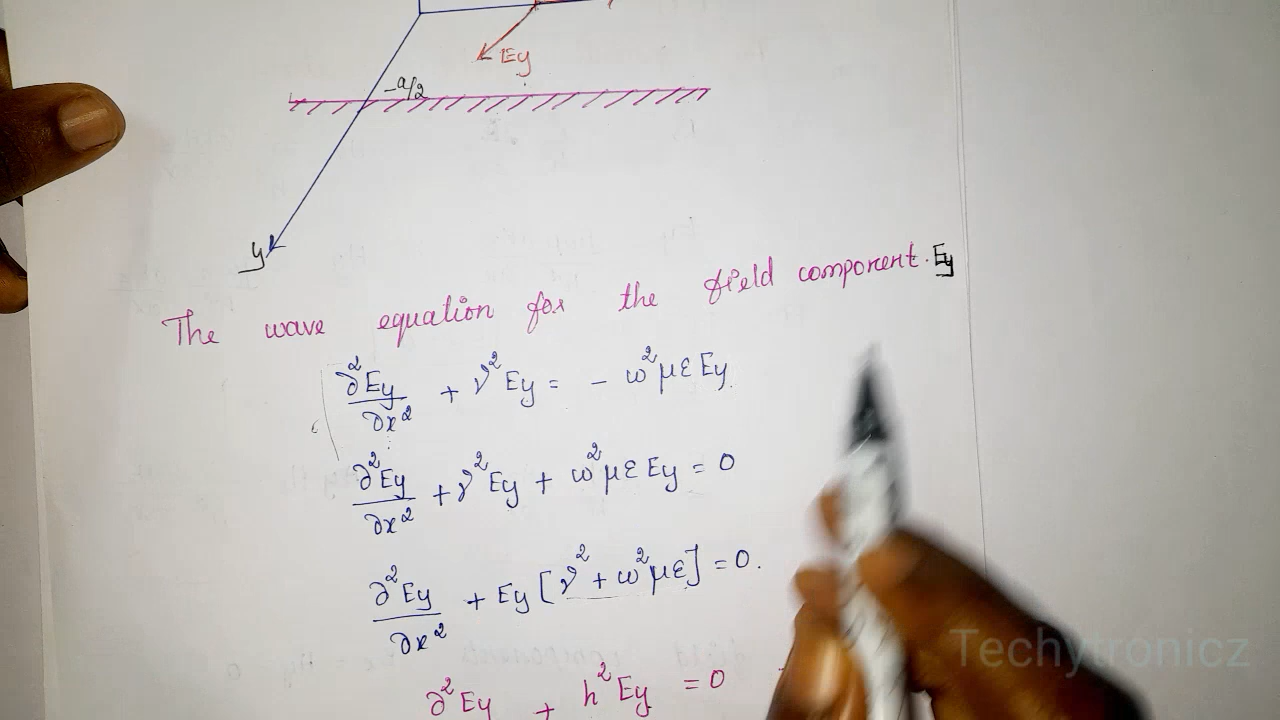 Ey
-a/2
y
The wave equation for the field component. Ey
∂²Ey/∂x² + γ²Ey = - ω²με Ey.
∂²Ey/∂x² + γ²Ey + ω²με Ey = 0
∂²Ey/∂x² + Ey [γ² + ω²με] = 0.
Techytronicz
∂²Ey + h²Ey = 0